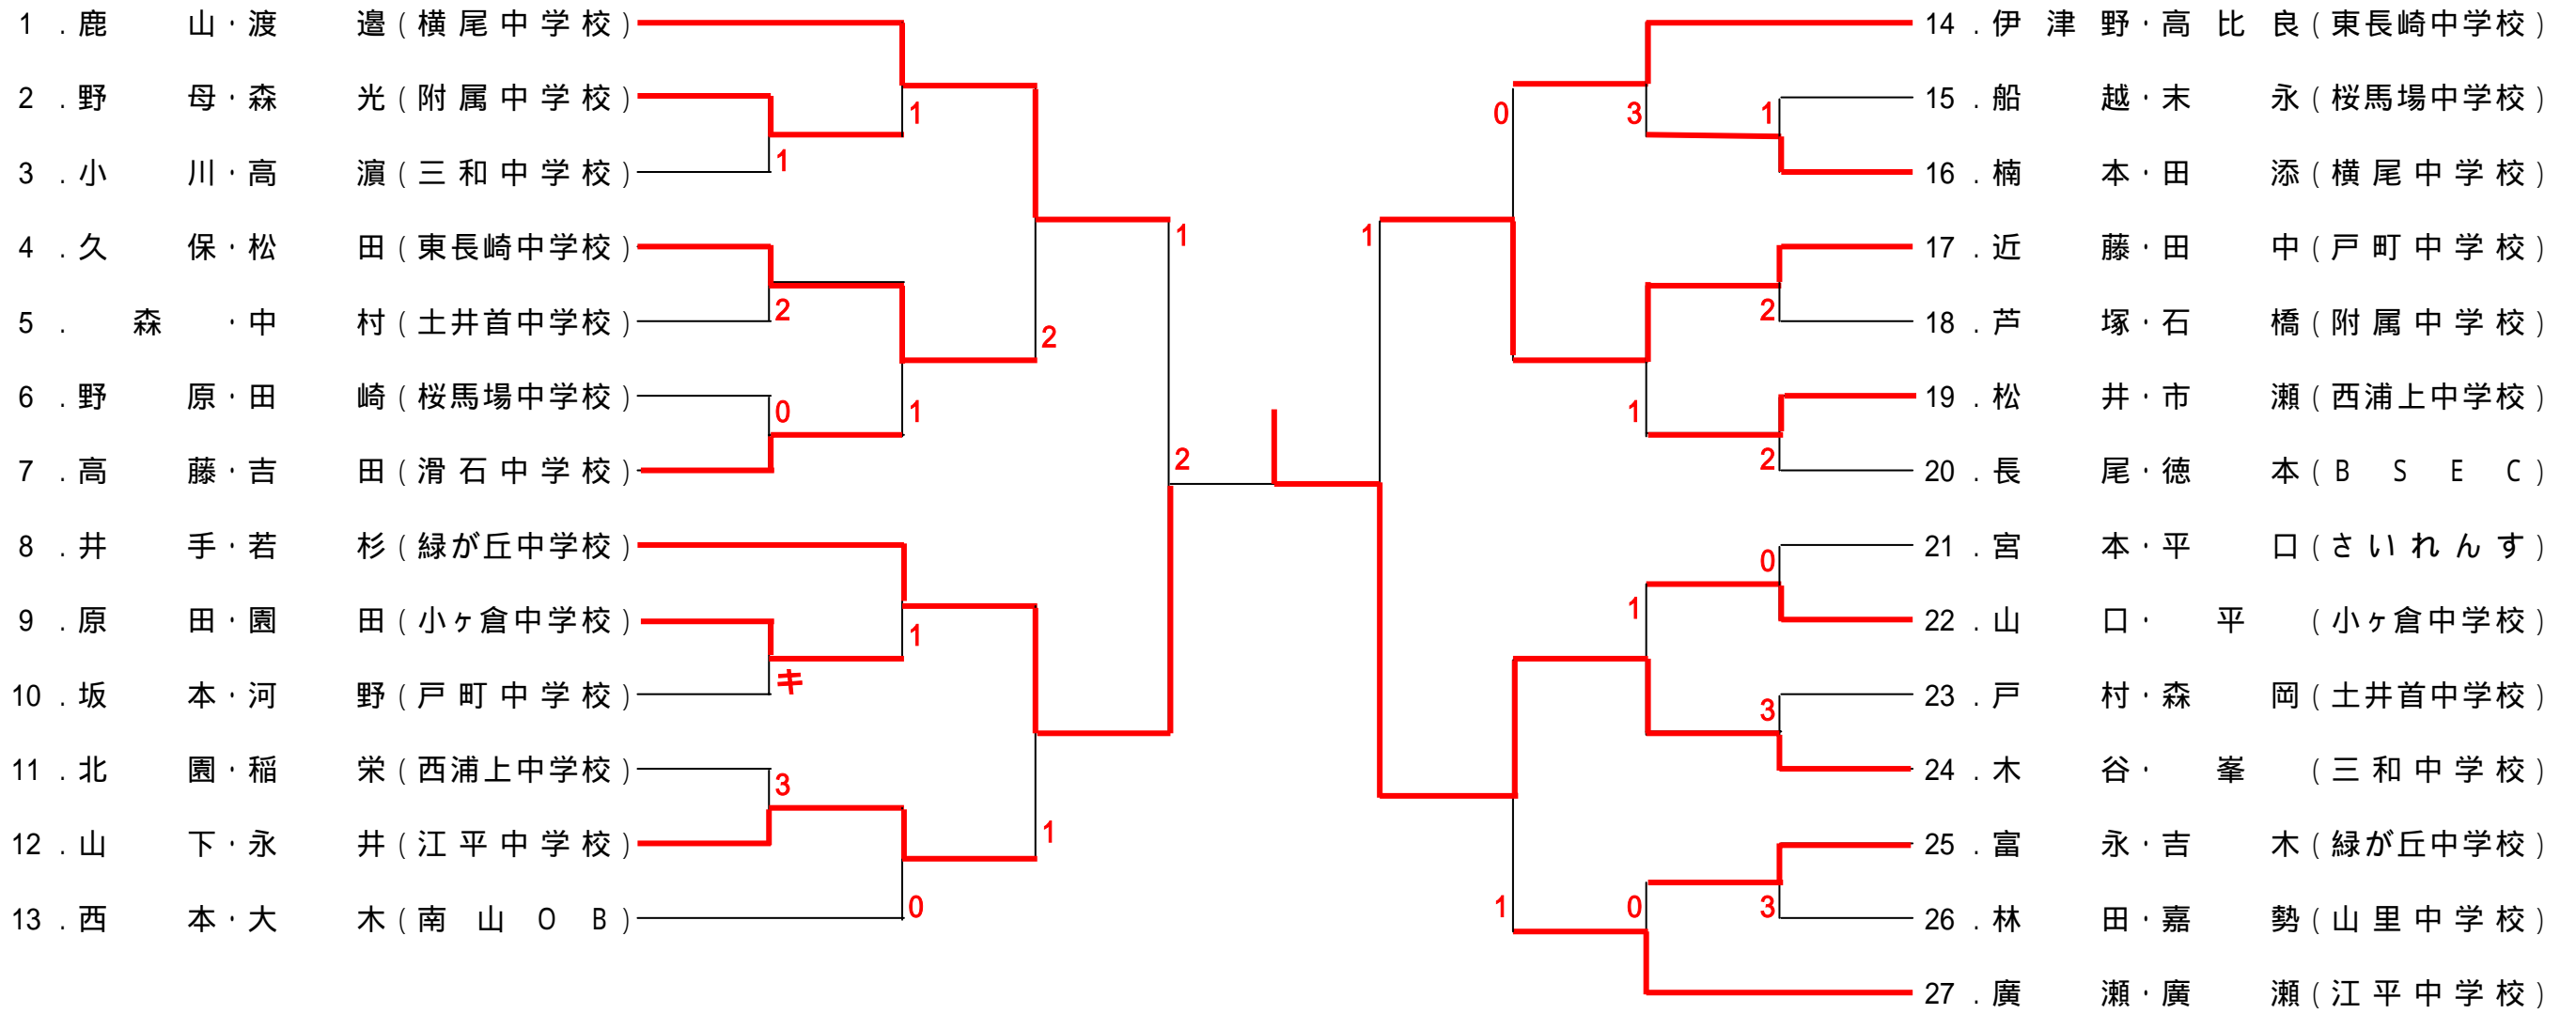 1 . 鹿 山・渡 邉 ( 横 尾 中 学 校 )
2 . 野 母・森 光 ( 附 属 中 学 校 )
3 . 小 川・高 濵 ( 三 和 中 学 校 )
4 . 久 保・松 田 ( 東長崎中学校 )
5 . 森 ・中 村 ( 土井首中学校 )
6 . 野 原・田 崎 ( 桜馬場中学校 )
7 . 高 藤・吉 田 ( 滑 石 中 学 校 )
8 . 井 手・若 杉 ( 緑が丘中学校 )
9 . 原 田・園 田 ( 小ヶ倉中学校 )
10 . 坂 本・河 野 ( 戸 町 中 学 校 )
11 . 北 園・稲 栄 ( 西浦上中学校 )
12 . 山 下・永 井 ( 江 平 中 学 校 )
13 . 西 本・大 木 ( 南 山 O B )
1
1
2
0
1
キ
1
3
0
2
1
1
2
1
0
3
1
2
1
2
0
1
3
1
0
3
14 . 伊 津 野・高 比 良 ( 東長崎中学校 )
15 . 船 越・末 永 ( 桜馬場中学校 )
16 . 楠 本・田 添 ( 横 尾 中 学 校 )
17 . 近 藤・田 中 ( 戸 町 中 学 校 )
18 . 芦 塚・石 橋 ( 附 属 中 学 校 )
19 . 松 井・市 瀬 ( 西浦上中学校 )
20 . 長 尾・徳 本 ( B S E C )
21 . 宮 本・平 口 ( さ い れ ん す )
22 . 山 口・ 平 ( 小ヶ倉中学校 )
23 . 戸 村・森 岡 ( 土井首中学校 )
24 . 木 谷・ 峯 ( 三 和 中 学 校 )
25 . 富 永・吉 木 ( 緑が丘中学校 )
26 . 林 田・嘉 勢 ( 山 里 中 学 校 )
27 . 廣 瀬・廣 瀬 ( 江 平 中 学 校 )